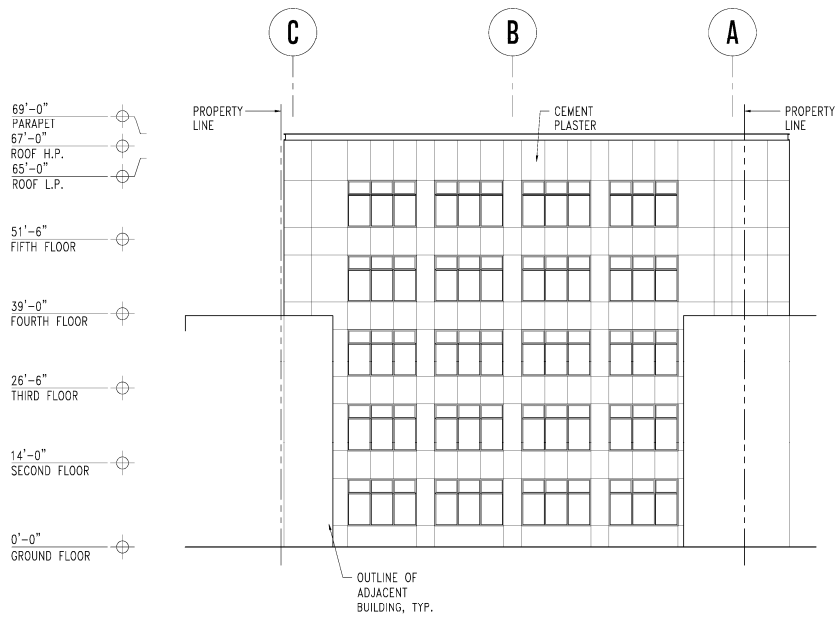 C
B
A
69'-0"
PARAPET
67'-0"
ROOF H.P.
65'-0"
ROOF L.P.
51'-6"
FIFTH FLOOR
39'-0"
FOURTH FLOOR
26'-6"
THIRD FLOOR
14'-0"
SECOND FLOOR
0'-0"
GROUND FLOOR
PROPERTY
LINE
CEMENT
PLASTER
PROPERTY
LINE
OUTLINE OF
ADJACENT
BUILDING, TYP.